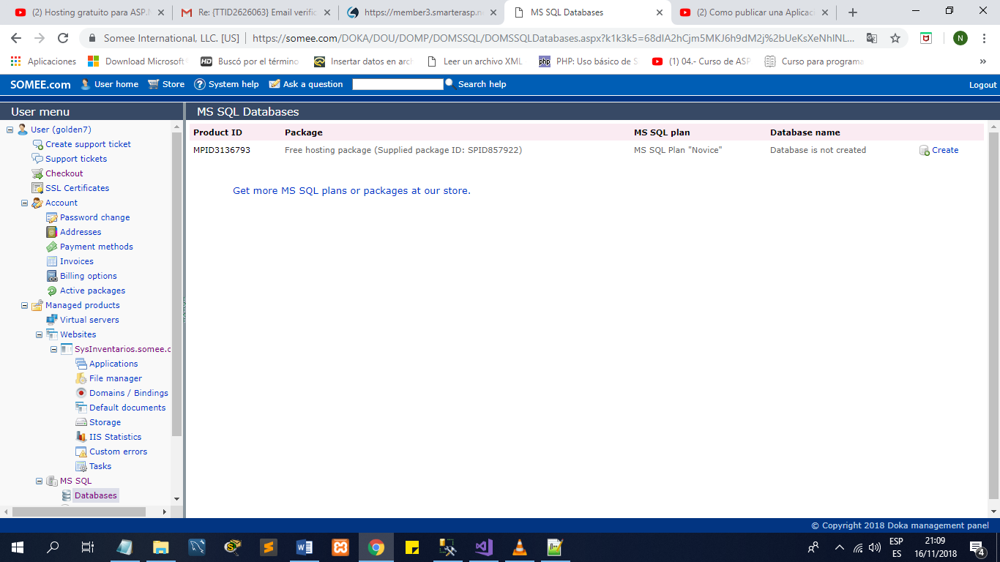 (2) Hosting gratuito para ASP.N
Re: {TTID2626063} Email verific
https://member3.smarterasp.n
MS SQL Databases
(2) Como publicar una Aplicac
Somee International, LLC. [US]
https://somee.com/DOKA/DOU/DOMP/DOMSSQL/DOMSSQLDatabases.aspx?k1k3k5=68dIA2hCjm5MKJ6h9dM2j%2bUeKsXeNhINL...
N
Aplicaciones
Download Microsoft
HD
Buscó por el término
Insertar datos en arch
Leer un archivo XML
php
PHP: Uso básico de S
(1) 04.- Curso de ASP
Curso para programa
»
SOMEE.com
User home
Store
System help
Ask a question
Search help
Logout
User menu
MS SQL Databases
User (golden7)
Create support ticket
Support tickets
Checkout
SSL Certificates
Account
Password change
Addresses
Payment methods
Invoices
Billing options
Active packages
Managed products
Virtual servers
Websites
SysInventarios.somee.c
Applications
File manager
Domains / Bindings
Default documents
Storage
IIS Statistics
Custom errors
Tasks
MS SQL
Databases
Product ID Package MS SQL plan Database name
MPID3136793 Free hosting package (Supplied package ID: SPID857922) MS SQL Plan "Novice" Database is not created Create
Get more MS SQL plans or packages at our store.
© Copyright 2018 Doka management panel
ESP
ES
21:09
16/11/2018
4